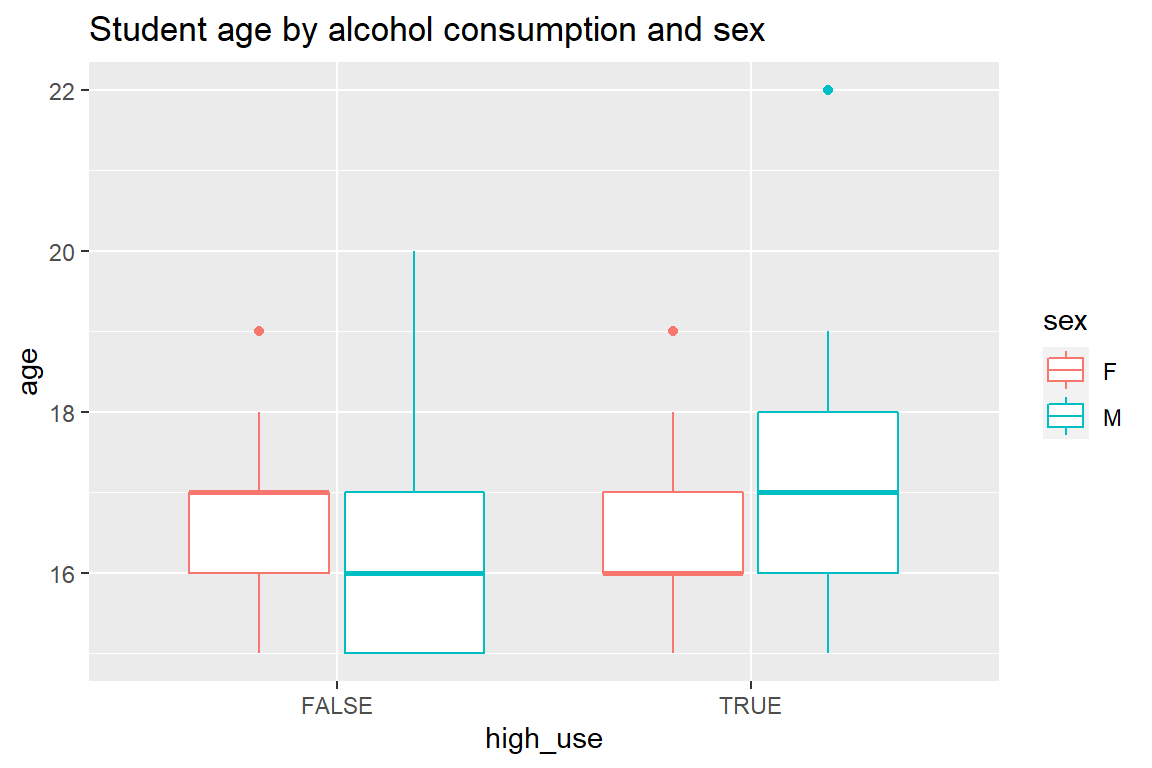 Student age by alcohol consumption and sex
22
20
18
16
age
FALSE
TRUE
high_use
sex
F
M